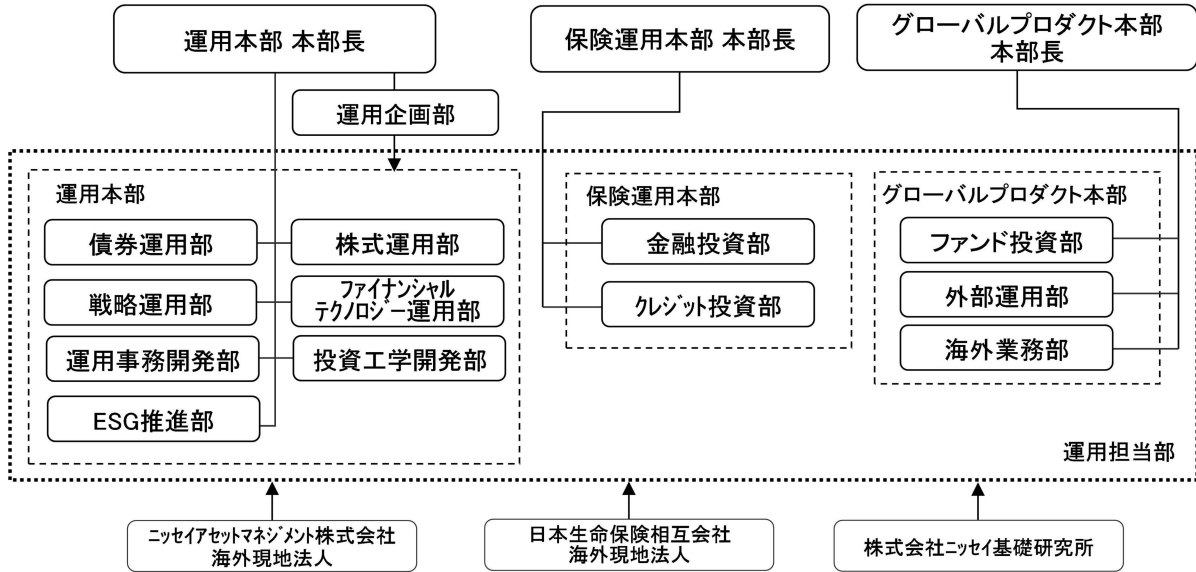 運用本部 本部長
保険運用本部 本部長
グローバルプロダクト本部
本部長
運用企画部
運用本部
債券運用部
株式運用部
戦略運用部
ファイナンシャル
テクノロジー運用部
運用事務開発部
投資工学開発部
ESG推進部
保険運用本部
金融投資部
クレジット投資部
グローバルプロダクト本部
ファンド投資部
外部運用部
海外業務部
運用担当部
ニッセイアセットマネジメント株式会社
海外現地法人
日本生命保険相互会社
海外現地法人
株式会社ニッセイ基礎研究所